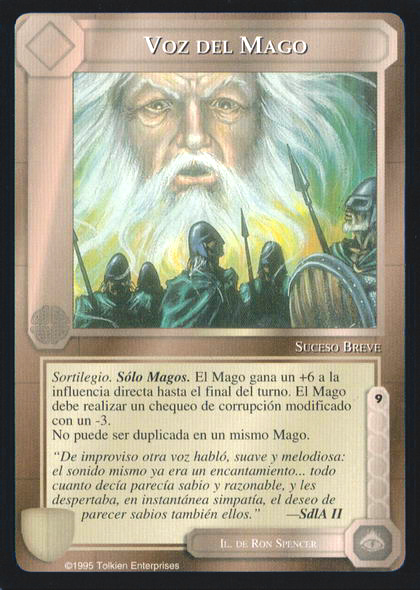 VOZ DEL MAGO
SUCESO BREVE
Sortilegio. Sólo Magos. El Mago gana un +6 a la
influencia directa hasta el final del turno. El Mago
debe realizar un chequeo de corrupción modificado
con un -3.
No puede ser duplicada en un mismo Mago.
9
“De improviso otra voz habló, suave y melodiosa:
el sonido mismo ya era un encantamiento... todo
cuanto decía parecía sabio y razonable, y les
despertaba, en instantánea simpatía, el deseo de
parecer sabios también ellos.” —SdlA II
IL. DE RON SPENCER
©1995 Tolkien Enterprises